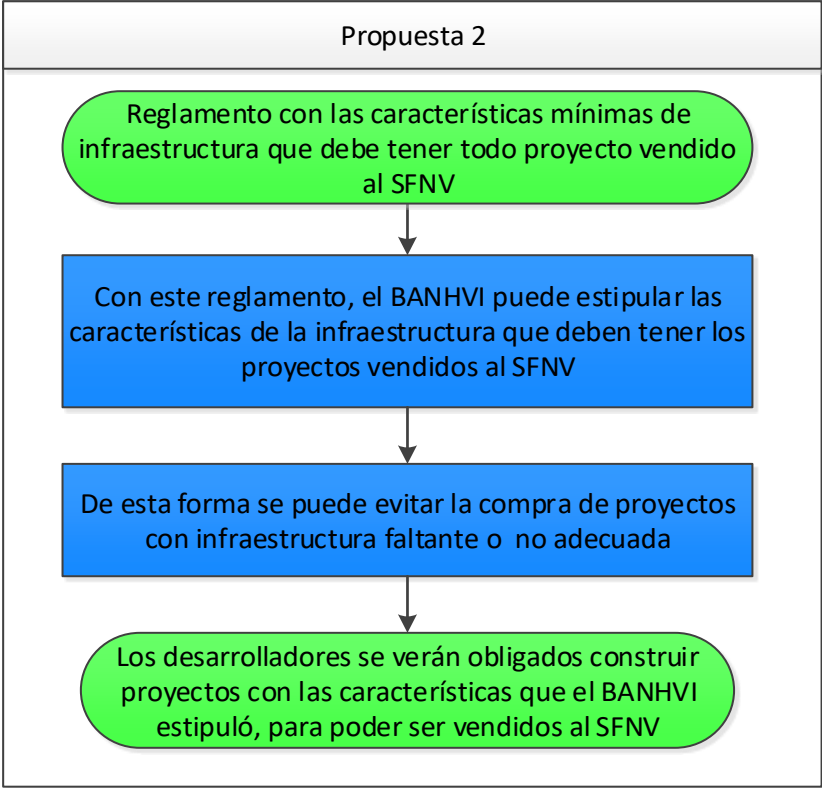 Propuesta 2
Reglamento con las características mínimas de
infraestructura que debe tener todo proyecto vendido
al SFNV
Con este reglamento, el BANHVI puede estipular las
características de la infraestructura que deben tener los
proyectos vendidos al SFNV
De esta forma se puede evitar la compra de proyectos
con infraestructura faltante o  no adecuada
Los desarrolladores se verán obligados construir
proyectos con las características que el BANHVI
estipuló, para poder ser vendidos al SFNV